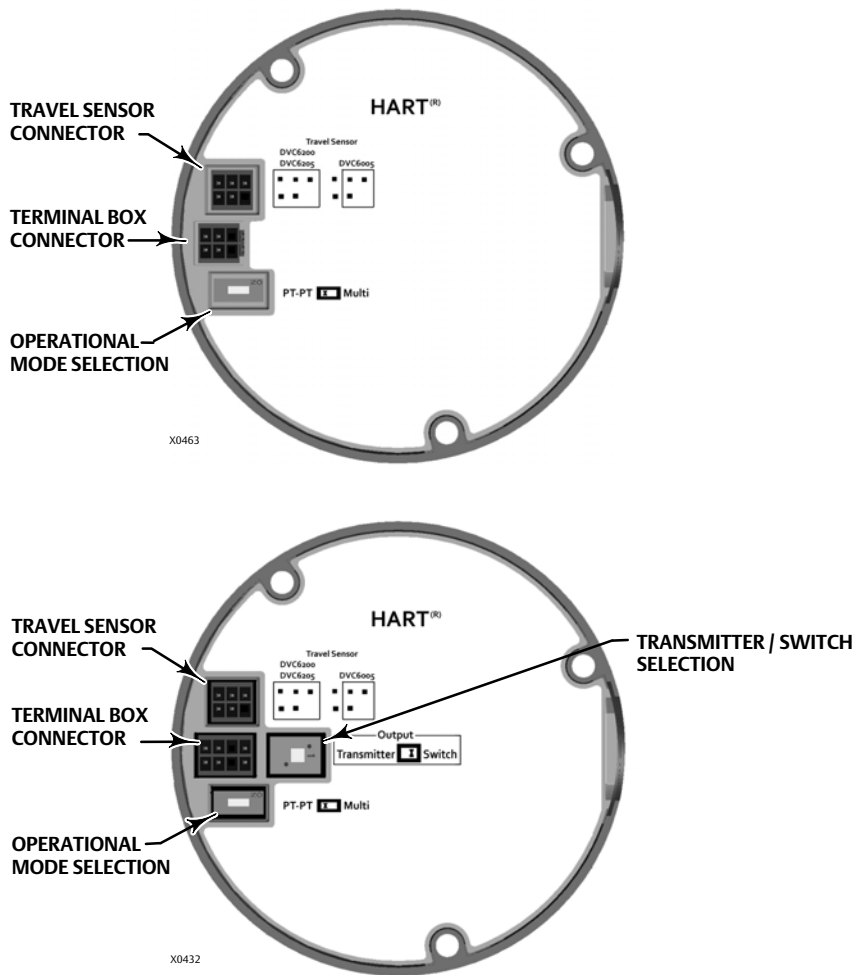 HART(R)
TRAVEL SENSOR
CONNECTOR
Travel Sensor
DVC6200
DVC6205
DVC6005
TERMINAL BOX
CONNECTOR
PT-PT
Multi
OPERATIONAL
MODE SELECTION
X0463
HART(R)
TRAVEL SENSOR
CONNECTOR
Travel Sensor
DVC6200
DVC6205
DVC6005
TRANSMITTER / SWITCH
SELECTION
TERMINAL BOX
CONNECTOR
Output
Transmitter
Switch
PT-PT
Multi
OPERATIONAL
MODE SELECTION
X0432